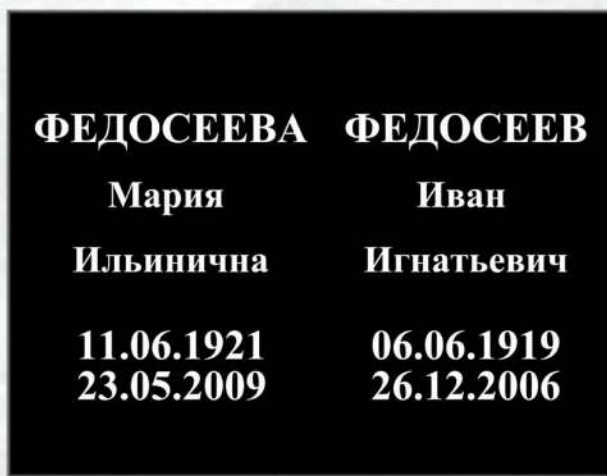 ФЕДОСЕЕВА
Мария
Ильинична
11.06.1921
23.05.2009
ФЕДОСЕЕВ
Иван
Игнатьевич
06.06.1919
26.12.2006